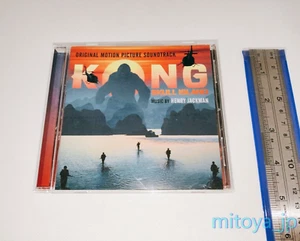 ORIGINAL MOTION PICTURE SOUNDTRACK
KONG
SKULL ISLAND
MUSIC BY HENRY JACKMAN
mitoya jp